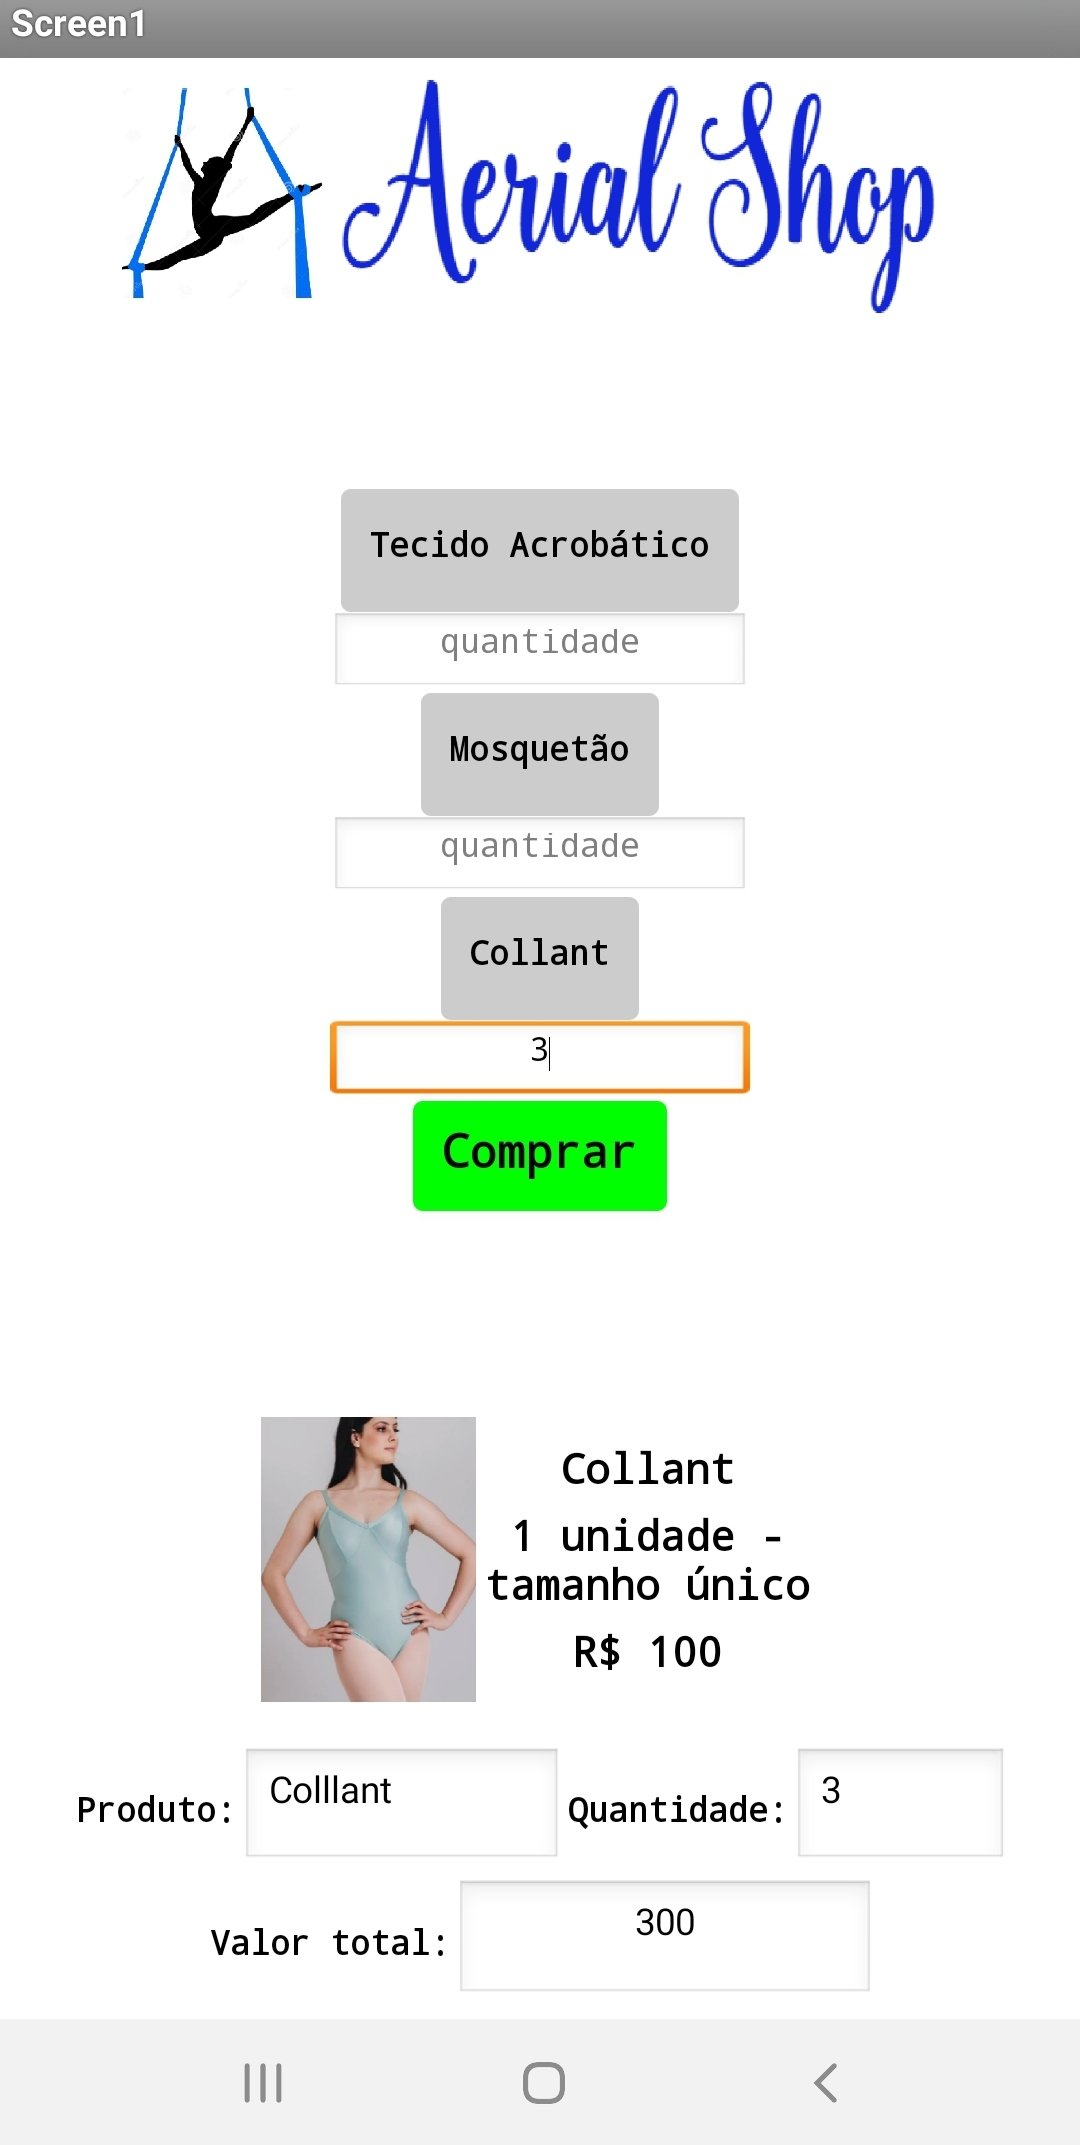 Screen1
Aerial Shop
Tecido Acrobático
quantidade
Mosquetão
quantidade
Collant
3
Comprar
Collant
1 unidade -
tamanho único
R$ 100
Produto: Colllant Quantidade: 3
Valor total: 300